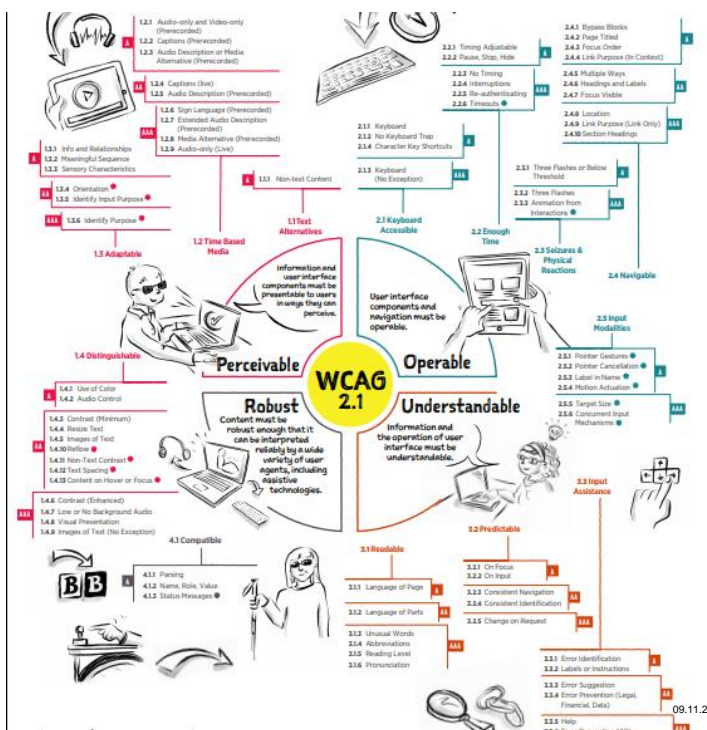 1.2.1 Audio-only and Video-only
(Prerecorded)
1.2.2 Captions (Prerecorded)
1.2.3 Audio Description or Media
Alternative (Prerecorded)
A
1.2.4 Captions (live)
1.2.5 Audio Description (Prerecorded)
AA
1.2.6 Sign Language (Prerecorded)
1.2.7 Extended Audio Description
(Prerecorded)
1.2.8 Media Alternative (Prerecorded)
1.2.9 Audio-only (Live)
AAA
1.3.1 Info and Relationships
1.3.2 Meaningful Sequence
1.3.3 Sensory Characteristics
A
1.3.4 Orientation
1.3.5 Identify Input Purpose
AA
1.3.6 Identify Purpose
AAA
1.3 Adaptable
1.2 Time Based
Media
1.1.1 Non-text Content
A
1.1 Text
Alternatives
2.1.1 Keyboard
2.1.2 No Keyboard Trap
2.1.4 Character Key Shortcuts
A
2.1.3 Keyboard
(No Exception)
AAA
2.1 Keyboard
Accessible
2.2.1 Timing Adjustable
2.2.2 Pause, Stop, Hide
A
2.2.3 No Timing
2.2.4 Interruptions
2.2.5 Re-authenticating
2.2.6 Timeouts
AAA
2.2 Enough
Time
2.3.1 Three Flashes or Below
Threshold
A
2.3.2 Three Flashes
2.3.3 Animation from
Interactions
AAA
2.3 Seizures &
Physical
Reactions
2.4.1 Bypass Blocks
2.4.2 Page Titled
2.4.3 Focus Order
2.4.4 Link Purpose (In Context)
A
2.4.5 Multiple Ways
2.4.6 Headings and Labels
2.4.7 Focus Visible
AA
2.4.8 Location
2.4.9 Link Purpose (Link Only)
2.4.10 Section Headings
AAA
2.4 Navigable
Information and
user interface
components must be
presentable to users
in ways they can
perceive.
Perceivable
User interface
components and
navigation must be
operable.
Operable
WCAG
2.1
Robust
Content must be
robust enough that it
can be interpreted
reliably by a wide
variety of user
agents, including
assistive
technologies.
Understandable
Information and
the operation of user
interface must be
understandable.
2.5 Input
Modalities
2.5.1 Pointer Gestures
2.5.2 Pointer Cancellation
2.5.3 Label in Name
2.5.4 Motion Actuation
A
2.5.5 Target Size
2.5.6 Concurrent Input
Mechanisms
AAA
1.4 Distinguishable
1.4.1 Use of Color
1.4.2 Audio Control
A
1.4.3 Contrast (Minimum)
1.4.4 Resize Text
1.4.5 Images of Text
1.4.10 Reflow
1.4.11 Non-Text Contrast
1.4.12 Text Spacing
1.4.13 Content on Hover or Focus
AA
1.4.6 Contrast (Enhanced)
1.4.7 Low or No Background Audio
1.4.8 Visual Presentation
1.4.9 Images of Text (No Exception)
AAA
4.1 Compatible
4.1.1 Parsing
4.1.2 Name, Role, Value
4.1.3 Status Messages
A
B B
3.1 Readable
3.1.1 Language of Page
A
3.1.2 Language of Parts
AA
3.1.3 Unusual Words
3.1.4 Abbreviations
3.1.5 Reading Level
3.1.6 Pronunciation
AAA
3.2 Predictable
3.2.1 On Focus
3.2.2 On Input
A
3.2.3 Consistent Navigation
3.2.4 Consistent Identification
AA
3.2.5 Change on Request
AAA
3.3 Input
Assistance
3.3.1 Error Identification
3.3.2 Labels or Instructions
A
3.3.3 Error Suggestion
3.3.4 Error Prevention (Legal,
Financial, Data)
AA
3.3.5 Help
AAA
09.11.2